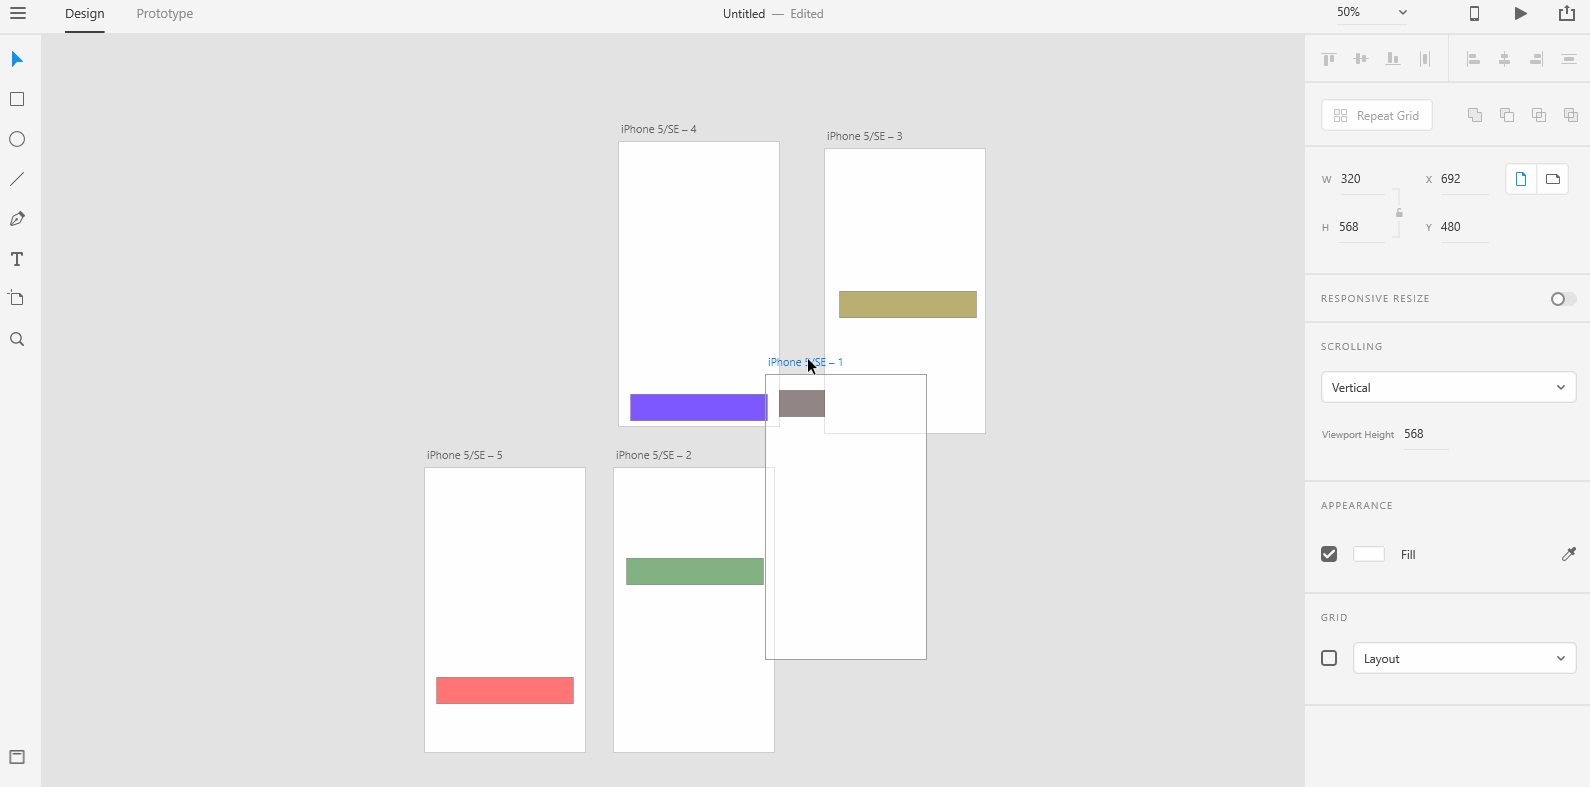 Design Prototype Untitled — Edited 50%
iPhone 5/SE – 4
iPhone 5/SE – 3
iPhone 5/SE – 1
iPhone 5/SE – 5
iPhone 5/SE – 2
Repeat Grid
W 320 X 692
H 568 Y 480
RESPONSIVE RESIZE
SCROLLING
Vertical
Viewport Height 568
APPEARANCE
Fill
GRID
Layout